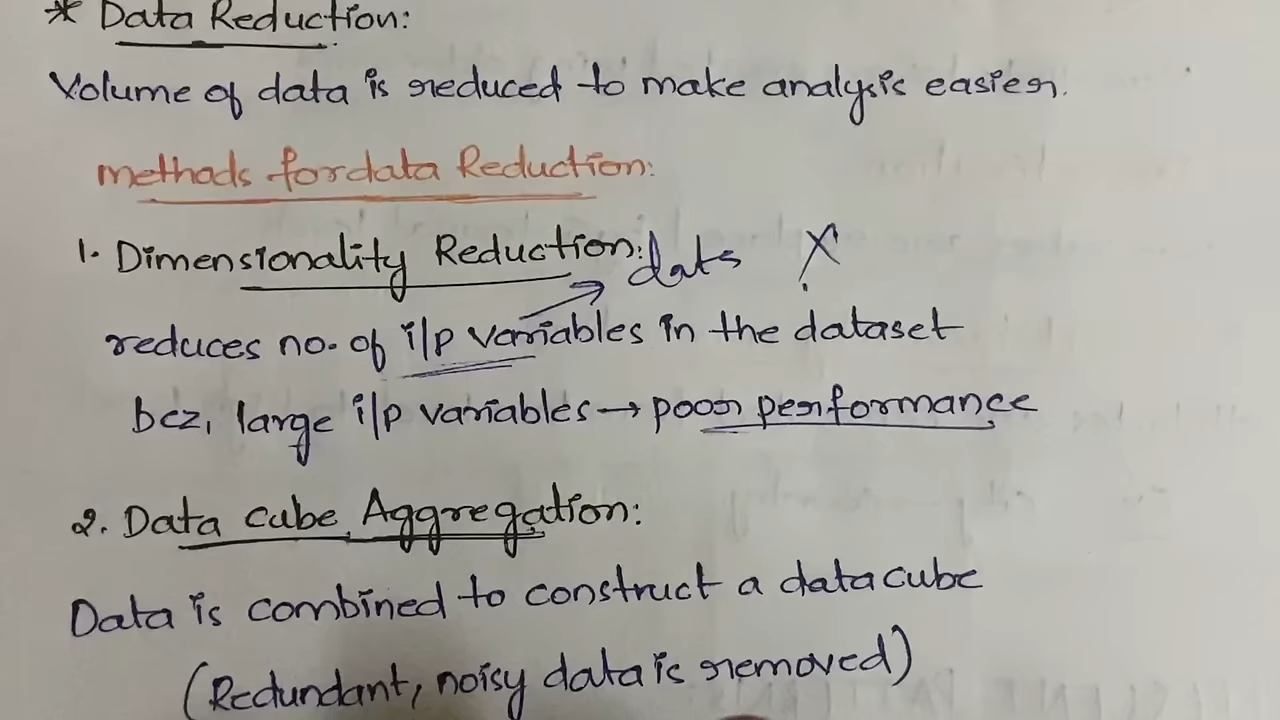 * Data Reduction:
Volume of data is reduced to make analysis easier.
methods for data Reduction:
1. Dimensionality Reduction: data X
reduces no. of i/p variables in the dataset
bcz, large i/p variables → poor performance
2. Data cube Aggregation:
Data is combined to construct a data cube
(Redundant, noisy data is removed)